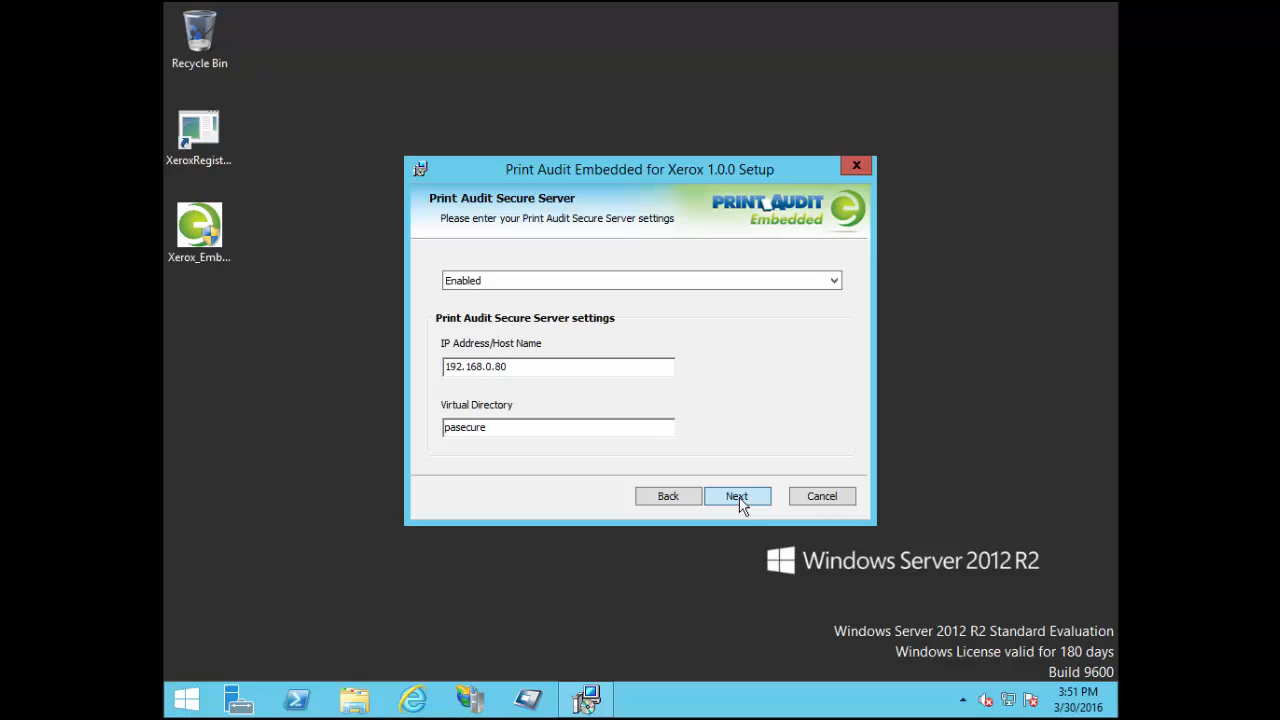 Recycle Bin
XeroxRegist...
Xerox_Emb...
Print Audit Embedded for Xerox 1.0.0 Setup
x
Print Audit Secure Server
Please enter your Print Audit Secure Server settings
PRINT AUDIT
Embedded
e
Enabled
Print Audit Secure Server settings
IP Address/Host Name
192.168.0.80
Virtual Directory
pasecure
Back
Next
Cancel
Windows Server 2012 R2
Windows Server 2012 R2 Standard Evaluation
Windows License valid for 180 days
Build 9600
3:51 PM
3/30/2016